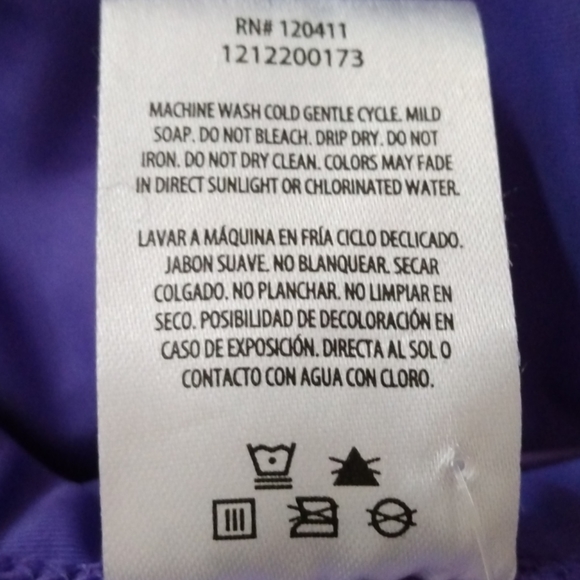 RN# 120411
1212200173
MACHINE WASH COLD GENTLE CYCLE. MILD
SOAP. DO NOT BLEACH. DRIP DRY. DO NOT
IRON. DO NOT DRY CLEAN. COLORS MAY FADE
IN DIRECT SUNLIGHT OR CHLORINATED WATER.
LAVAR A MÁQUINA EN FRÍA CICLO DECLICADO.
JABON SUAVE. NO BLANQUEAR. SECAR
COLGADO. NO PLANCHAR. NO LIMPIAR EN
SECO. POSIBILIDAD DE DECOLORACIÓN EN
CASO DE EXPOSICIÓN. DIRECTA AL SOL O
CONTACTO CON AGUA CON CLORO.